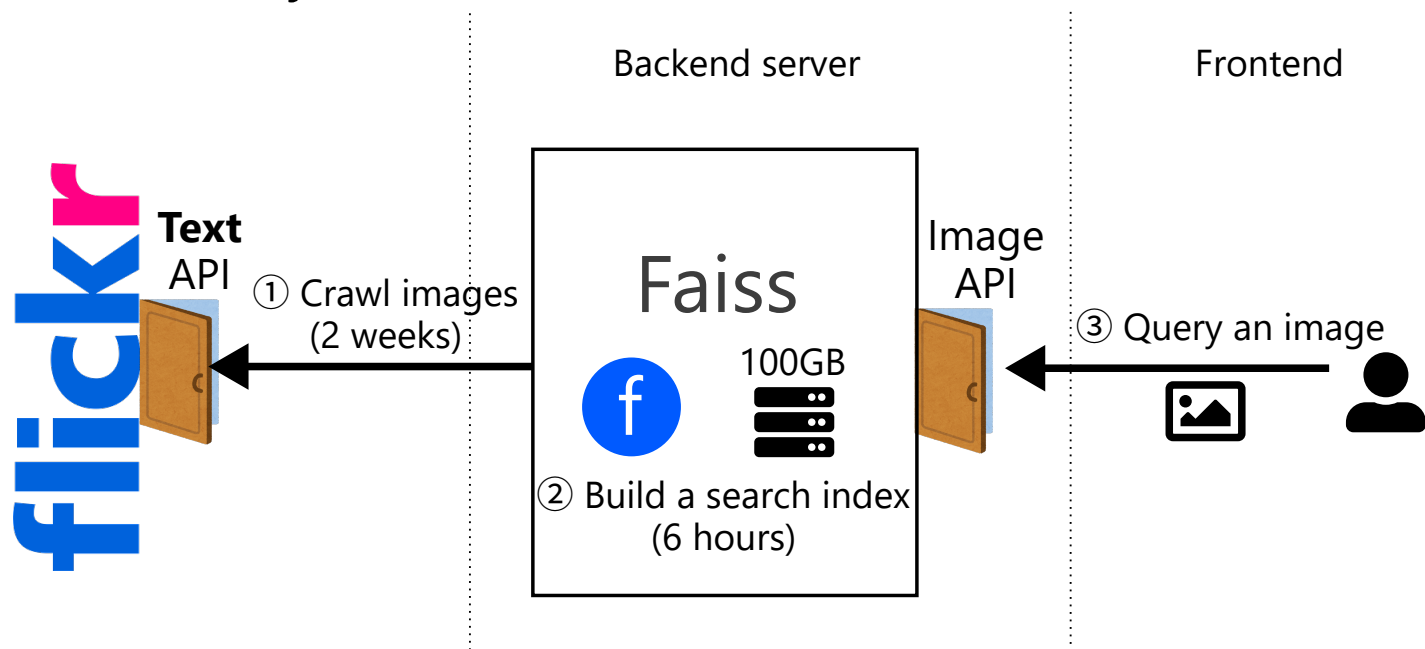 Backend server
Frontend
flickr
Text
API
① Crawl images
(2 weeks)
Faiss
f
100GB
② Build a search index
(6 hours)
Image
API
③ Query an image